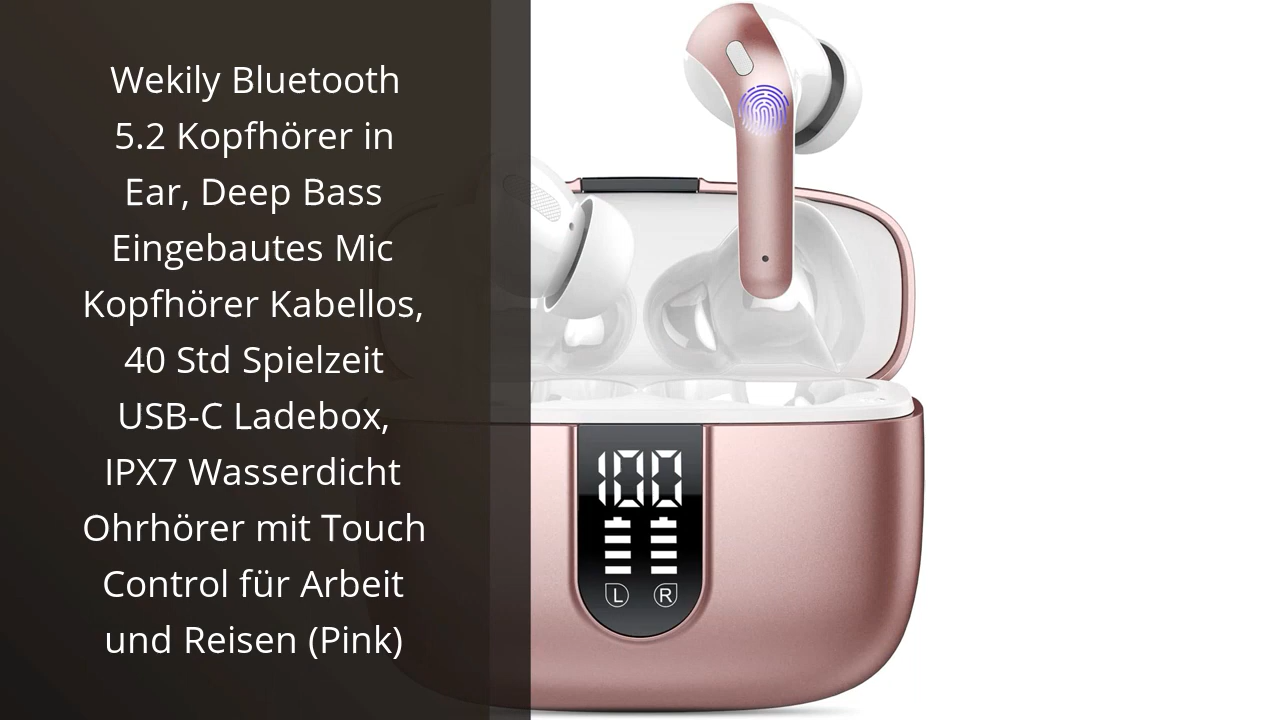 Wekily Bluetooth
5.2 Kopfhörer in
Ear, Deep Bass
Eingebautes Mic
Kopfhörer Kabellos,
40 Std Spielzeit
USB-C Ladebox,
IPX7 Wasserdicht
Ohrhörer mit Touch
Control für Arbeit
und Reisen (Pink)
100
L R